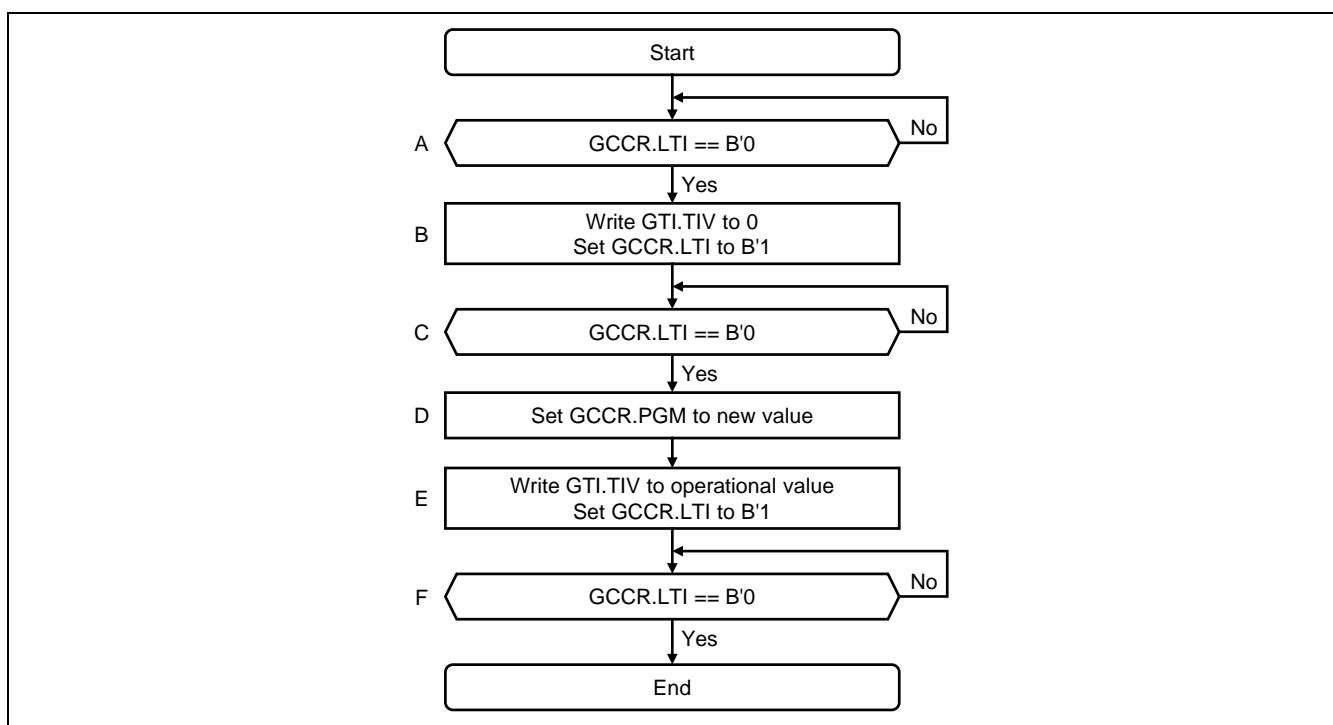 Start
No
A
GCCR.LTI == B'0
Yes
B
Write GTI.TIV to 0
Set GCCR.LTI to B'1
No
C
GCCR.LTI == B'0
Yes
D
Set GCCR.PGM to new value
E
Write GTI.TIV to operational value
Set GCCR.LTI to B'1
No
F
GCCR.LTI == B'0
Yes
End